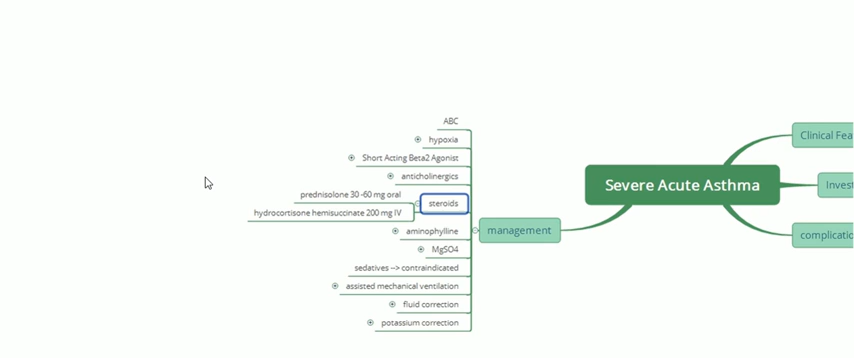 ABC
hypoxia
Short Acting Beta2 Agonist
anticholinergics
prednisolone 30 -60 mg oral
steroids
hydrocortisone hemisuccinate 200 mg IV
aminophylline
MgSO4
sedatives --> contraindicated
assisted mechanical ventilation
fluid correction
potassium correction
management
Severe Acute Asthma
Clinical Fea
Invest
complicatio